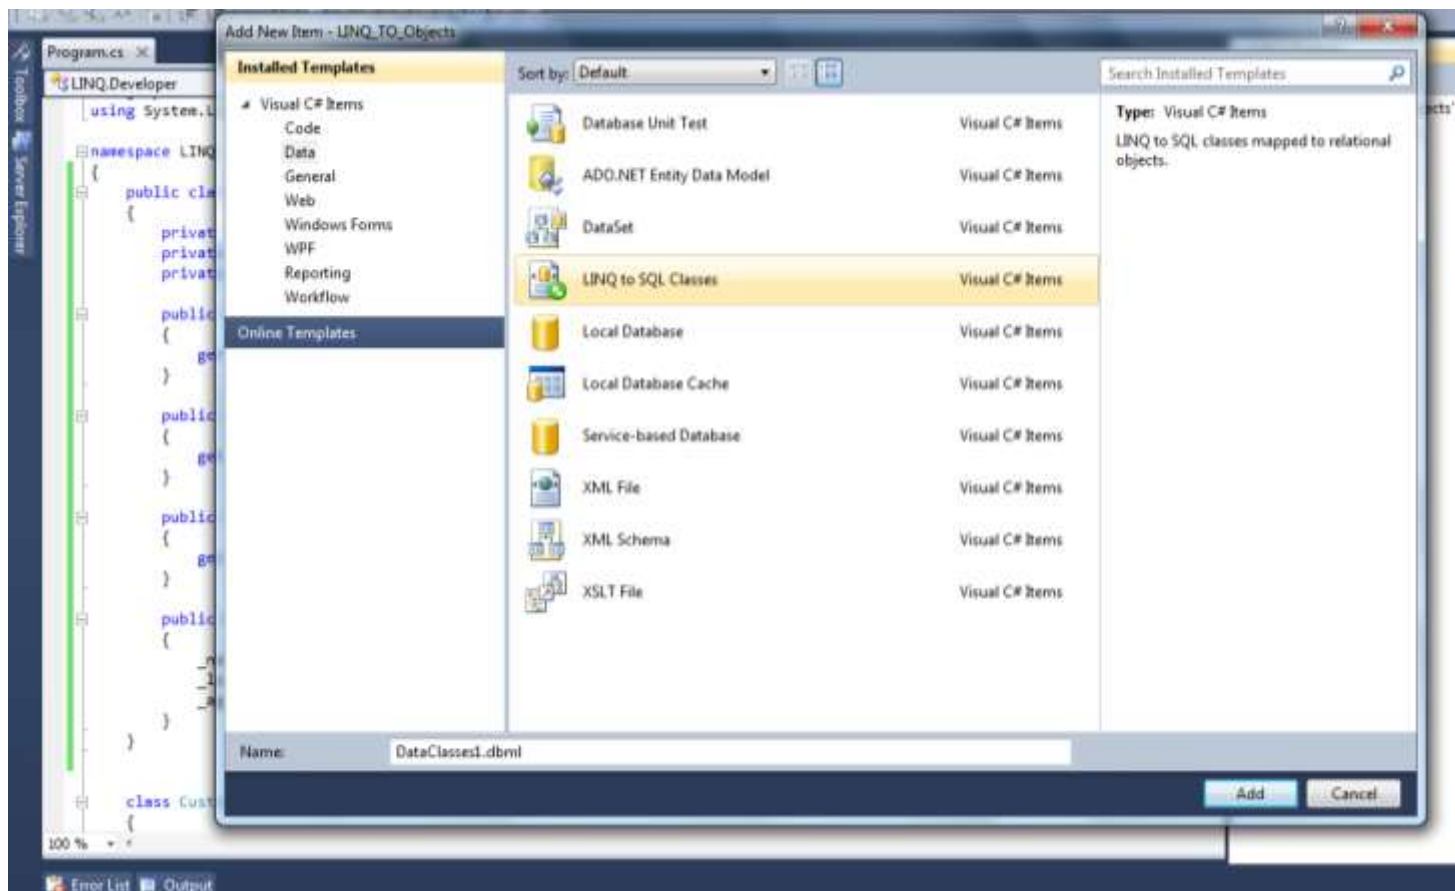 Add New Item - LINQ_TO_Objects
Program.cs
Toolbox
Server Explorer
LINQ.Developer
using System.L
namespace LINQ
{
public cla
{
privat
privat
privat
public
{
ge
}
public
{
ge
}
public
{
ge
}
public
{
}
}
class Cust
{
100 %
Installed Templates
Visual C# Items
Code
Data
General
Web
Windows Forms
WPF
Reporting
Workflow
Online Templates
Sort by: Default
Database Unit Test Visual C# Items
ADO.NET Entity Data Model Visual C# Items
DataSet Visual C# Items
LINQ to SQL Classes Visual C# Items
Local Database Visual C# Items
Local Database Cache Visual C# Items
Service-based Database Visual C# Items
XML File Visual C# Items
XML Schema Visual C# Items
XSLT File Visual C# Items
Search Installed Templates
Type: Visual C# Items
LINQ to SQL classes mapped to relational
objects.
Name: DataClasses1.dbml
Add Cancel
Error List Output